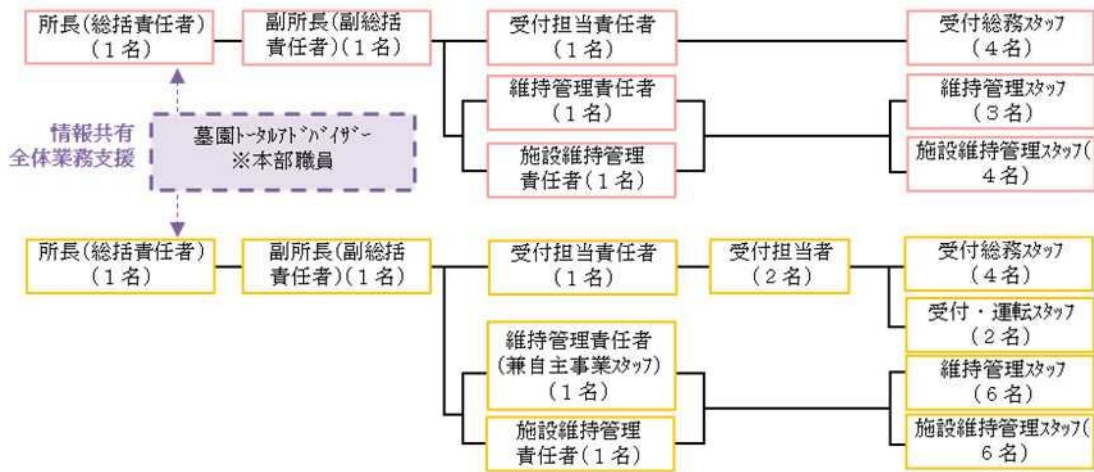 所長(総括責任者)
(1名)
副所長(副総括
責任者)(1名)
受付担当責任者
(1名)
受付総務スタッフ
(4名)
維持管理責任者
(1名)
維持管理スタッフ
(3名)
施設維持管理
責任者(1名)
施設維持管理スタッフ(
4名)
情報共有
全体業務支援
墓園トータルアドバイザー
※本部職員
所長(総括責任者)
(1名)
副所長(副総括
責任者)(1名)
受付担当責任者
(1名)
受付担当者
(2名)
受付総務スタッフ
(4名)
受付・運転スタッフ
(2名)
維持管理責任者
(兼自主事業スタッフ)
(1名)
維持管理スタッフ
(6名)
施設維持管理
責任者(1名)
施設維持管理スタッフ(
6名)